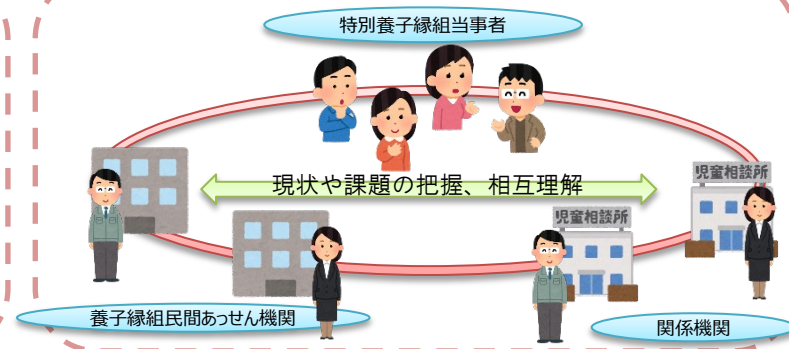 特別養子縁組当事者
現状や課題の把握、相互理解
児童相談所
児童相談所
養子縁組民間あっせん機関
関係機関